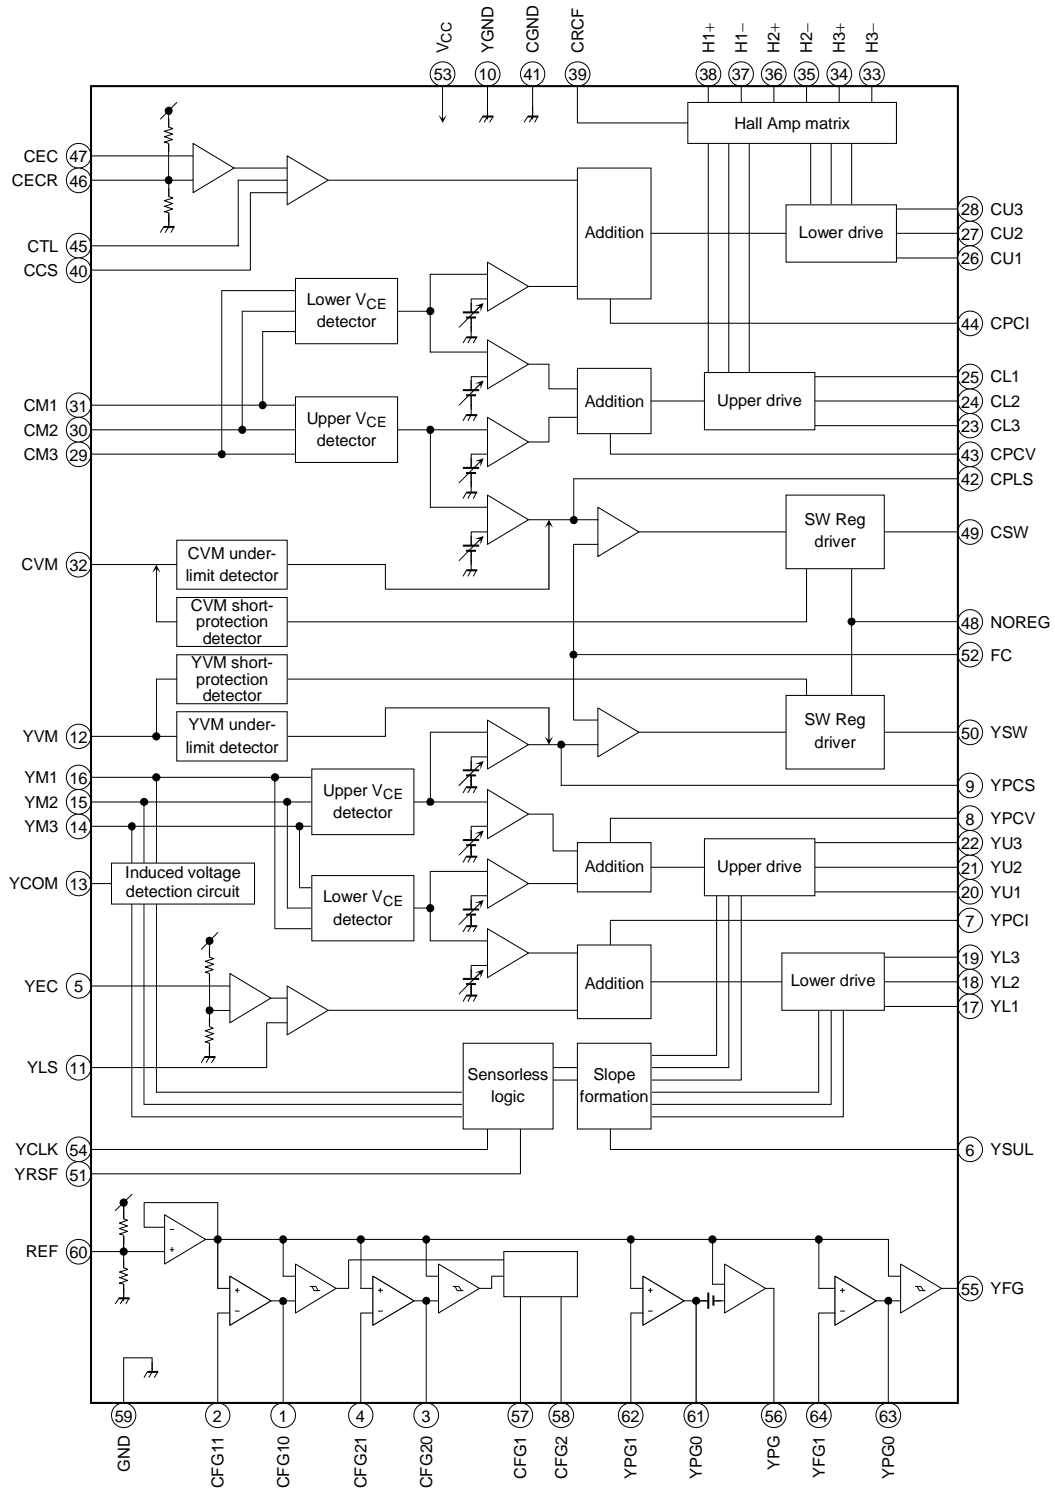 VCC
YGND
CGND
CRCF
H1+
H1−
H2+
H2−
H3+
H3−
53
10
41
39
38
37
36
35
34
33
Hall Amp matrix
CEC 47
CECR 46
CTL 45
CCS 40
Addition
Lower drive
28 CU3
27 CU2
26 CU1
Lower VCE
detector
44 CPCI
CM1 31
CM2 30
CM3 29
Upper VCE
detector
Addition
Upper drive
25 CL1
24 CL2
23 CL3
43 CPCV
42 CPLS
CVM 32
CVM under-
limit detector
SW Reg
driver
49 CSW
CVM short-
protection
detector
48 NOREG
52 FC
YVM short-
protection
detector
YVM 12
YVM under-
limit detector
SW Reg
driver
50 YSW
YM1 16
YM2 15
YM3 14
Upper VCE
detector
9 YPCS
8 YPCV
YCOM 13
Induced voltage
detection circuit
Lower VCE
detector
Addition
Upper drive
22 YU3
21 YU2
20 YU1
7 YPCI
YEC 5
Addition
Lower drive
19 YL3
18 YL2
17 YL1
YLS 11
Sensorless
logic
Slope
formation
YCLK 54
YRSF 51
6 YSUL
REF 60
-
+
+
-
+
-
+
-
+
-
55 YFG
59
2
1
4
3
57
58
62
61
56
64
63
GND
CFG11
CFG10
CFG21
CFG20
CFG1
CFG2
YPG1
YPG0
YPG
YFG1
YPG0